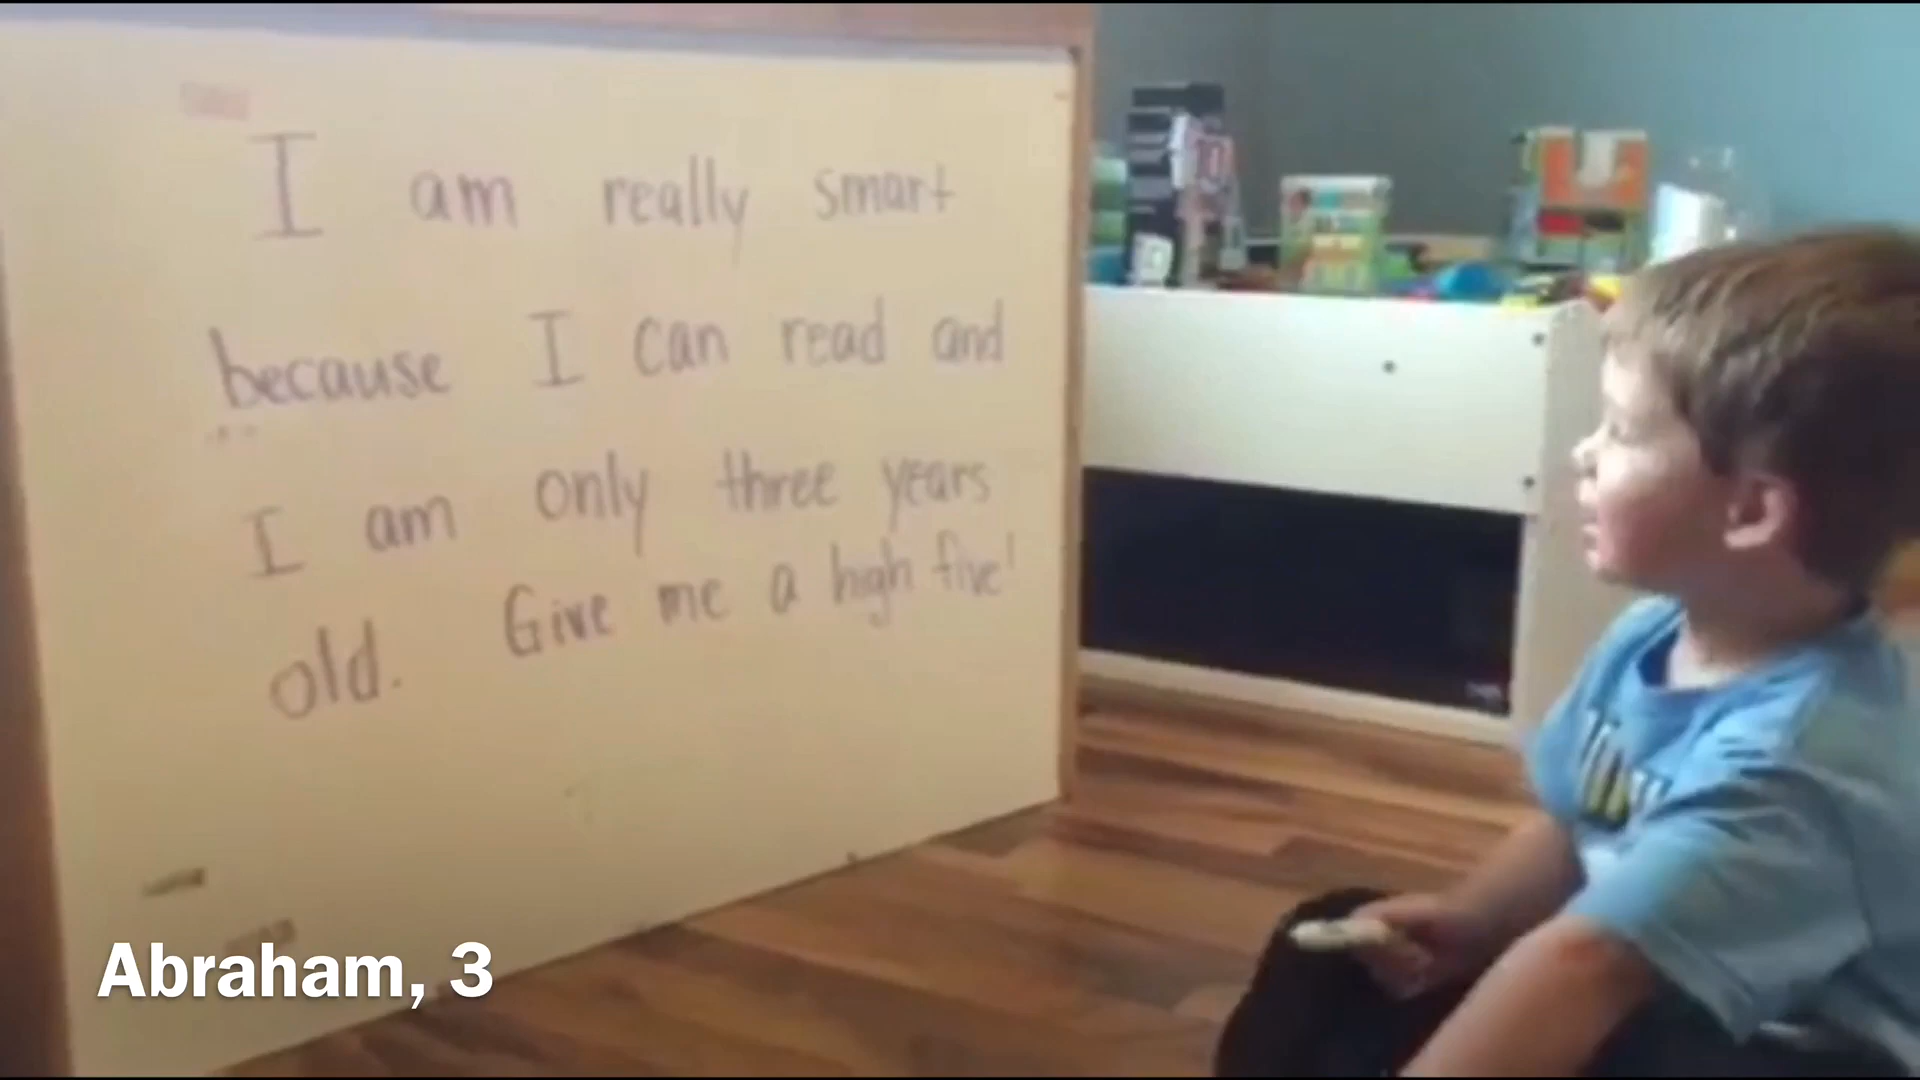 I am really smart
because I can read and
I am only three years
old. Give me a high five!
Abraham, 3